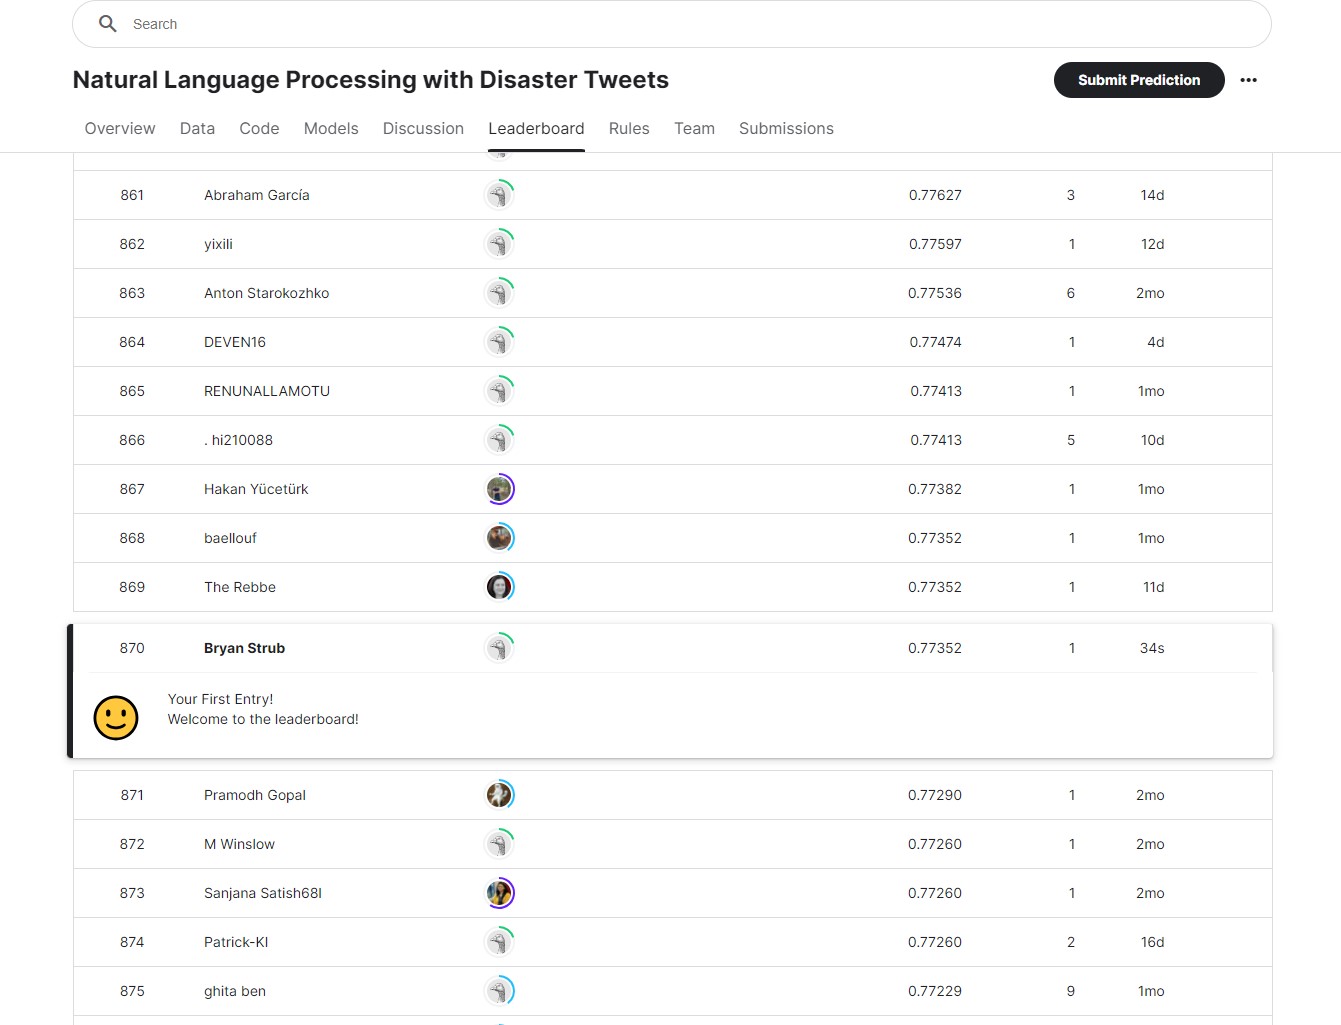 Search
Natural Language Processing with Disaster Tweets
Submit Prediction
Overview Data Code Models Discussion Leaderboard Rules Team Submissions
861 Abraham García 0.77627 3 14d
862 yixili 0.77597 1 12d
863 Anton Starokozhko 0.77536 6 2mo
864 DEVEN16 0.77474 1 4d
865 RENUNALLAMOTU 0.77413 1 1mo
866 . hi210088 0.77413 5 10d
867 Hakan Yücetürk 0.77382 1 1mo
868 baellouf 0.77352 1 1mo
869 The Rebbe 0.77352 1 11d
870 Bryan Strub 0.77352 1 34s
Your First Entry!
Welcome to the leaderboard!
871 Pramodh Gopal 0.77290 1 2mo
872 M Winslow 0.77260 1 2mo
873 Sanjana Satish68I 0.77260 1 2mo
874 Patrick-KI 0.77260 2 16d
875 ghita ben 0.77229 9 1mo